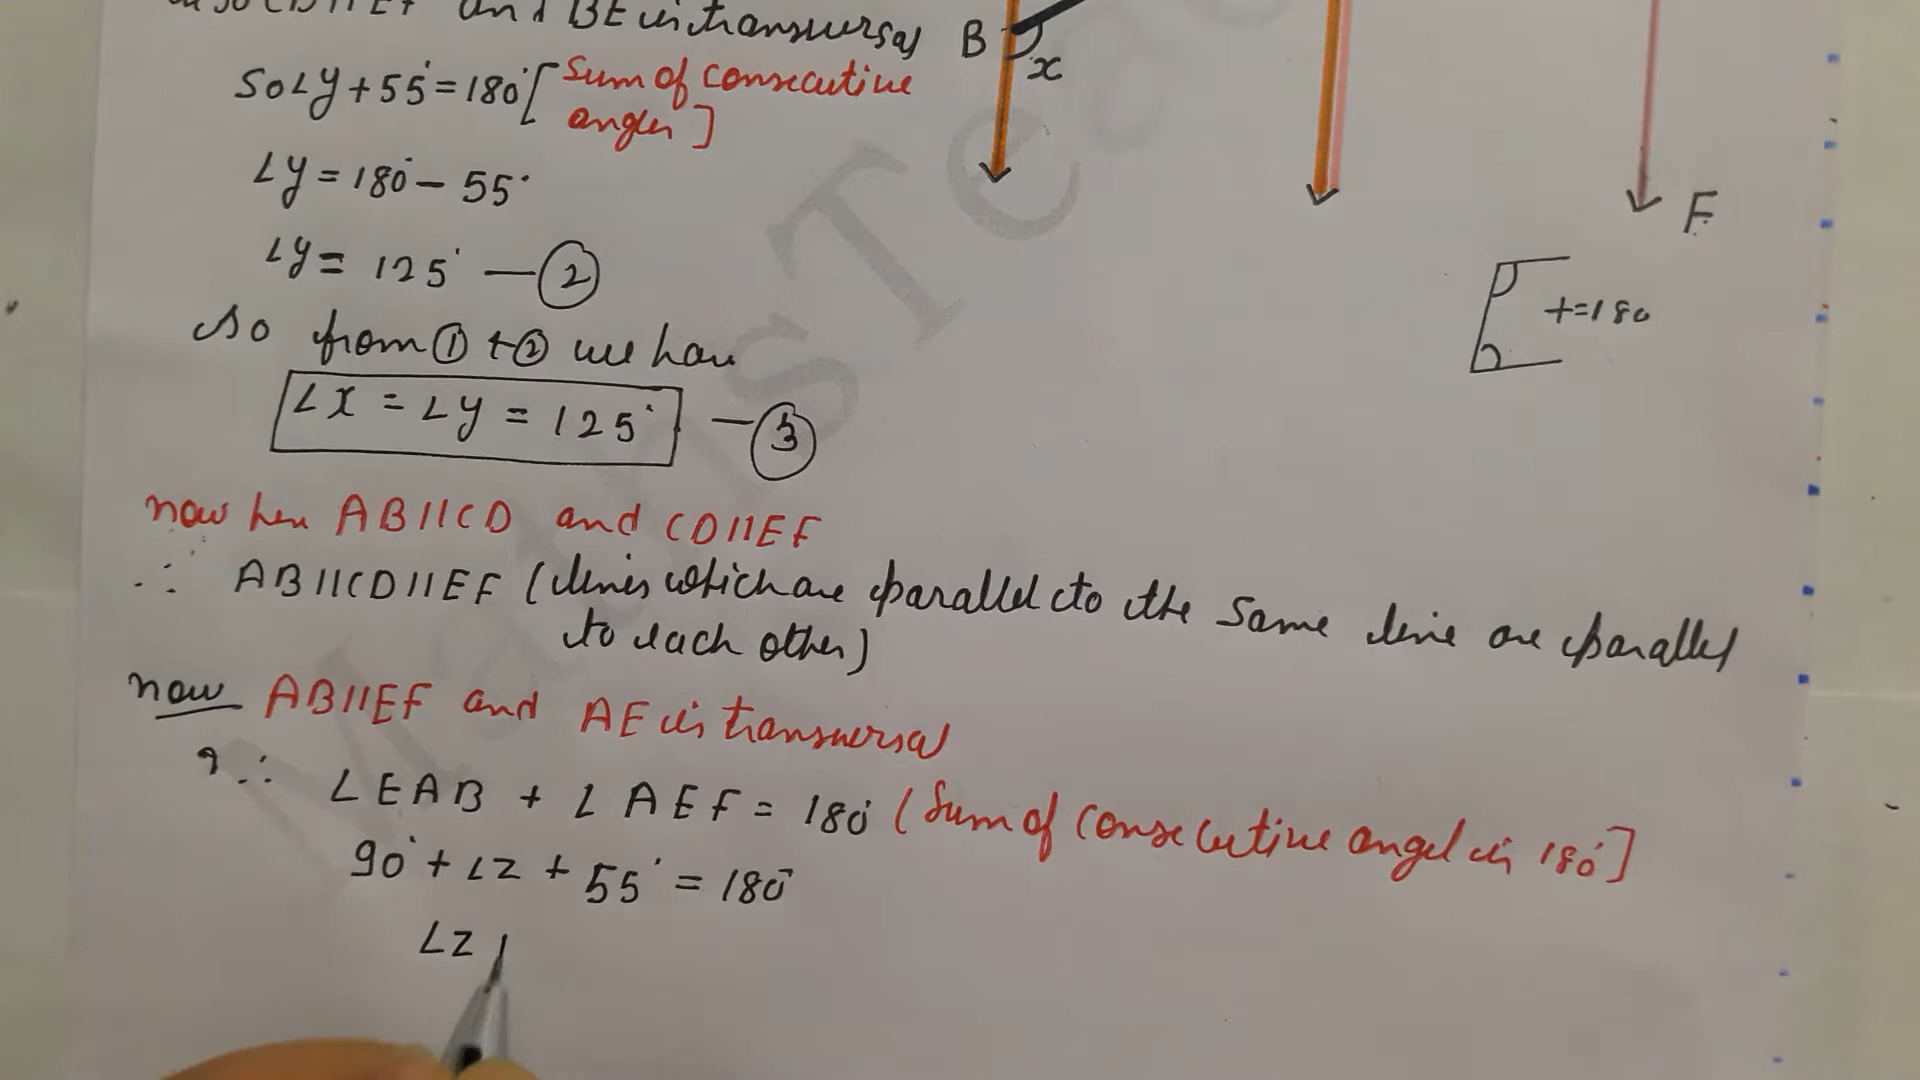 CD||EF and BE is transversal
B
x
So ∠y + 55° = 180° [Sum of consecutive
angles]
∠y = 180° - 55°
F
∠y = 125° — ②
+=180
So from ① + ② we have
∠x = ∠y = 125° — ③
now here AB||CD and CD||EF
∴ AB||CD||EF (lines which are parallel to the same line are parallel
to each other)
now AB||EF and AE is transversal
∴ ∠EAB + ∠AEF = 180° (Sum of consecutive angel is 180°]
90° + ∠z + 55° = 180°
∠z